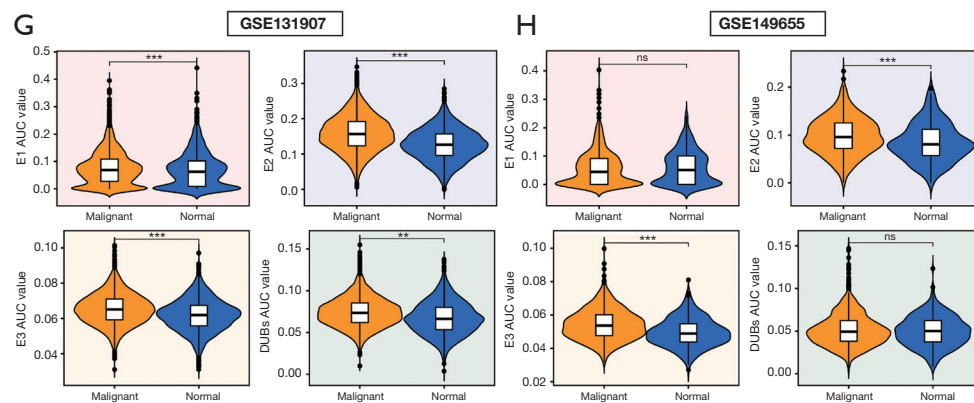 G
GSE131907
H
GSE149655
E1 AUC value
0.5
0.4
0.3
0.2
0.1
0.0
***
Malignant
Normal
E2 AUC value
0.3
0.2
0.1
0.0
***
Malignant
Normal
E1 AUC value
0.4
0.3
0.2
0.1
0.0
ns
Malignant
Normal
E2 AUC value
0.2
0.1
0.0
***
Malignant
Normal
E3 AUC value
0.10
0.08
0.06
0.04
***
Malignant
Normal
DUBs AUC value
0.15
0.10
0.05
0.00
**
Malignant
Normal
E3 AUC value
0.10
0.08
0.06
0.04
0.02
***
Malignant
Normal
DUBs AUC value
0.15
0.10
0.05
0.00
ns
Malignant
Normal